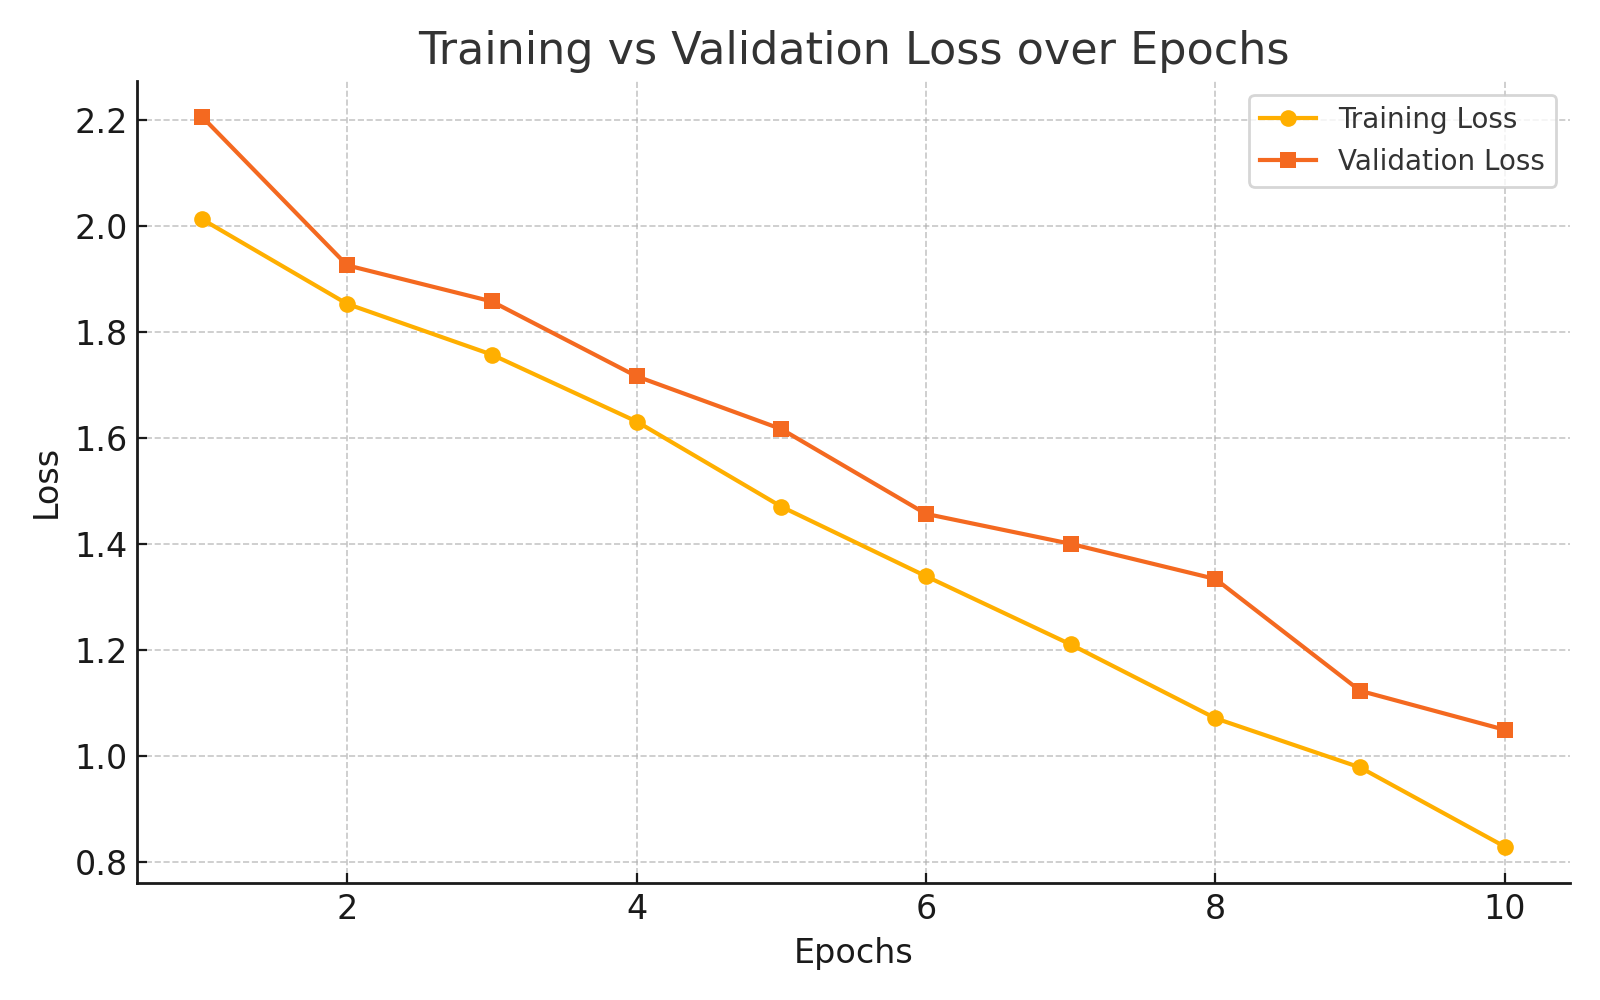 Training vs Validation Loss over Epochs
Training Loss
Validation Loss
2.2
2.0
1.8
1.6
1.4
1.2
1.0
0.8
Loss
2
4
6
8
10
Epochs